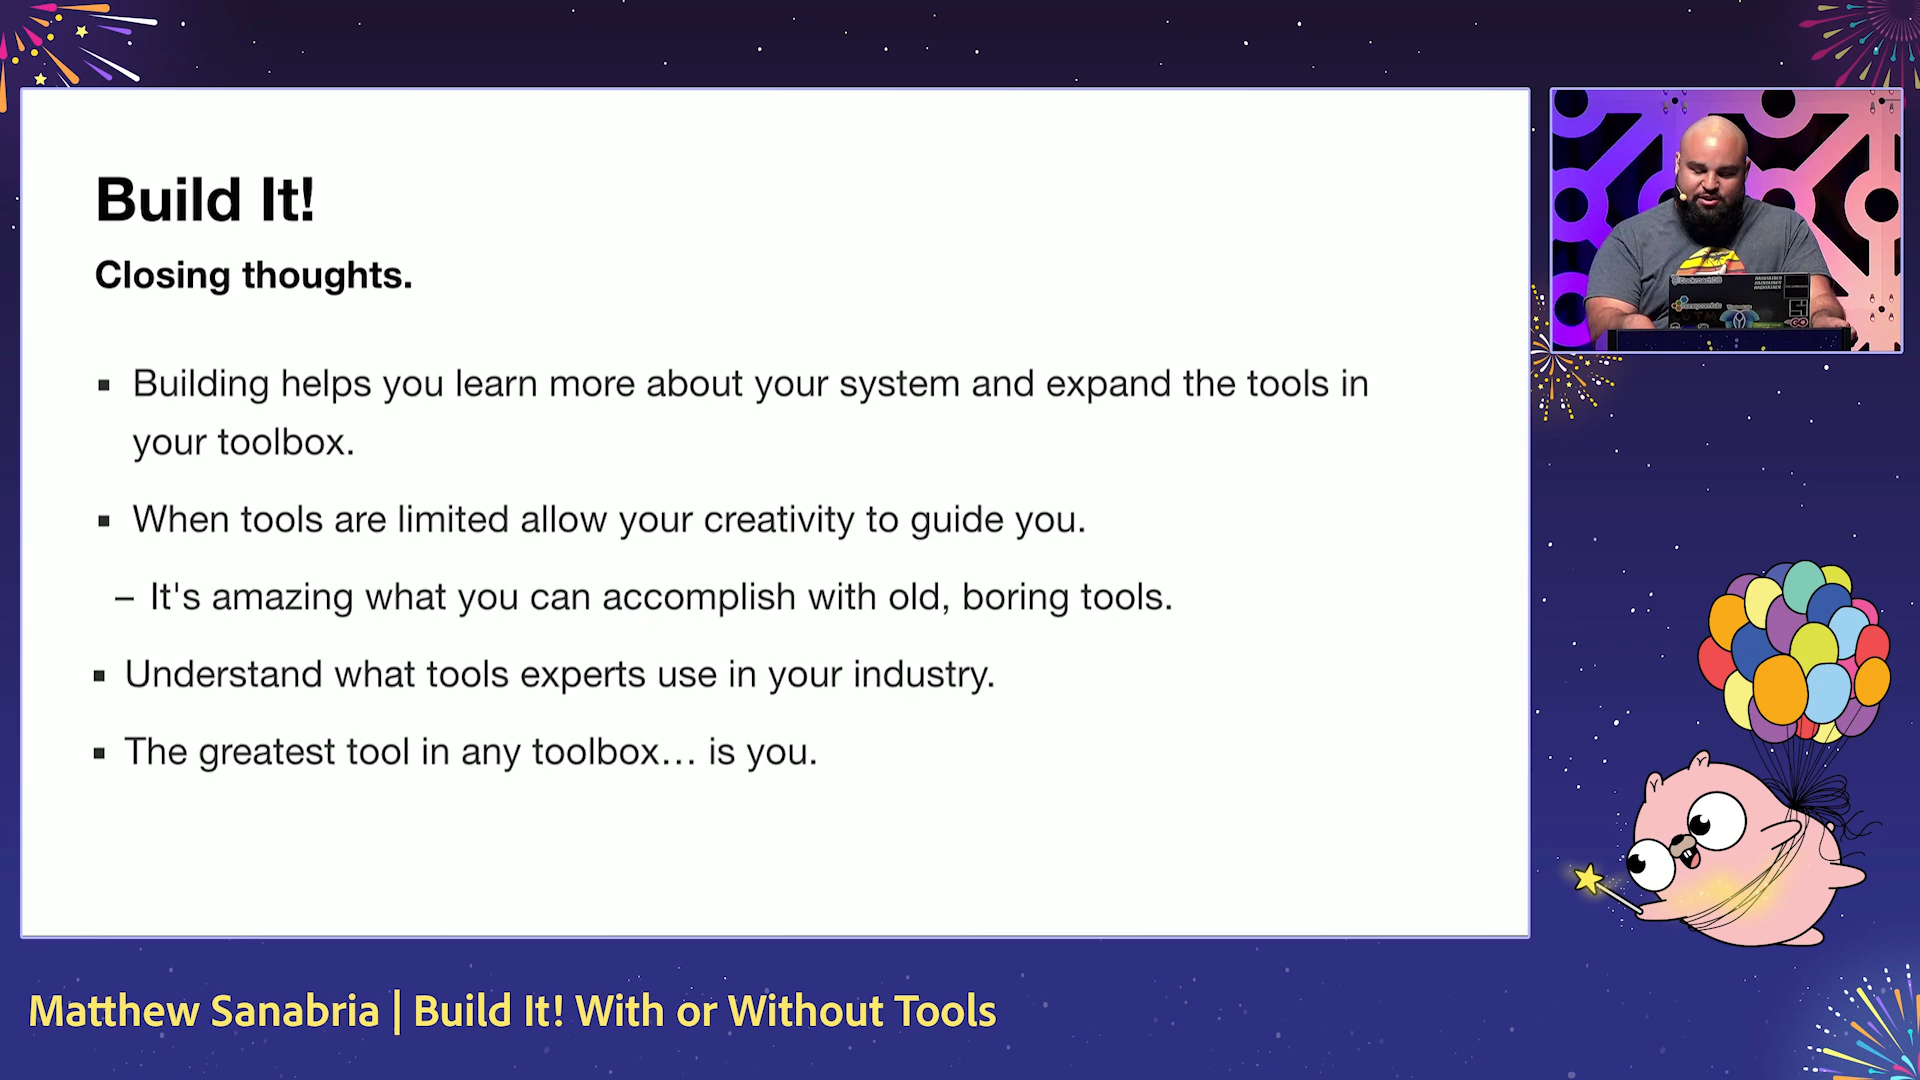 Build It!
Closing thoughts.
▪ Building helps you learn more about your system and expand the tools in
your toolbox.
▪ When tools are limited allow your creativity to guide you.
– It's amazing what you can accomplish with old, boring tools.
▪ Understand what tools experts use in your industry.
▪ The greatest tool in any toolbox… is you.
CockroachDB
GO
Matthew Sanabria | Build It! With or Without Tools